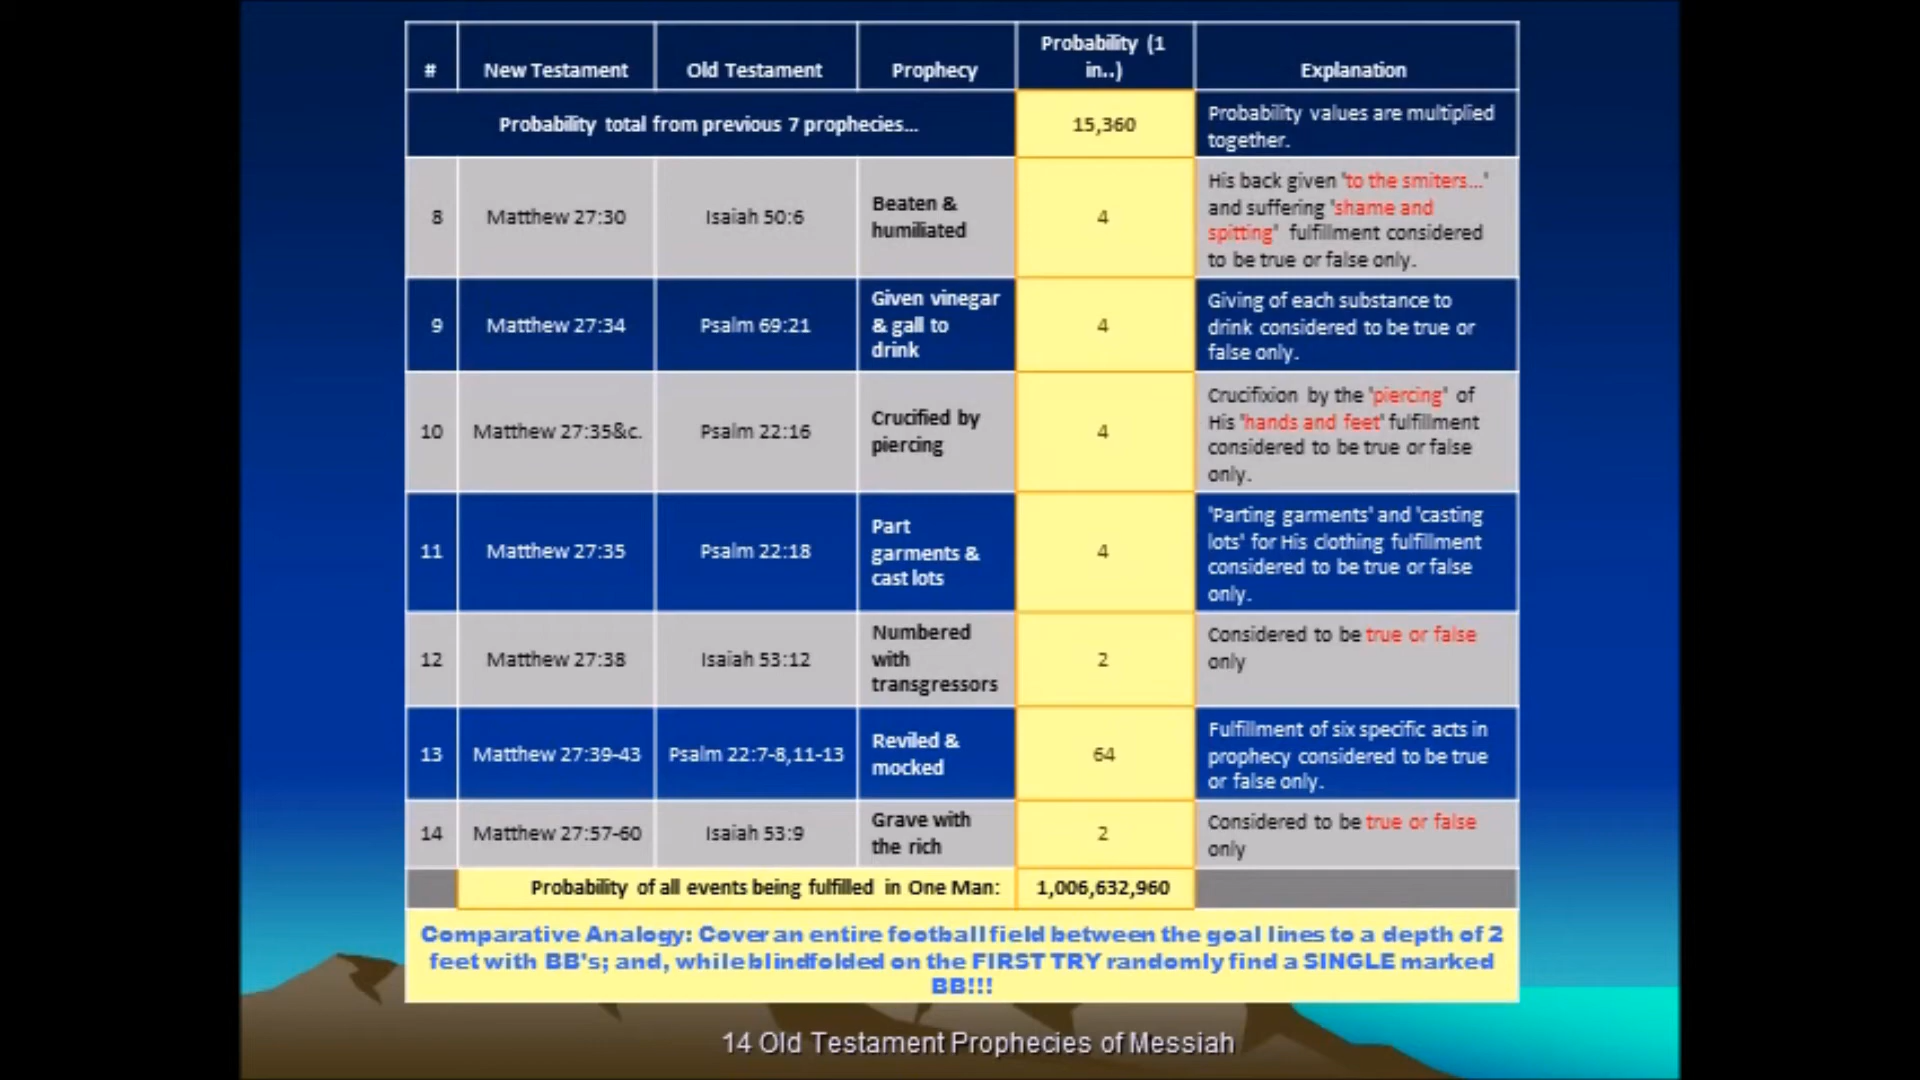 # New Testament Old Testament Prophecy Probability (1
in..) Explanation
Probability total from previous 7 prophecies... 15,360 Probability values are multiplied
together.
8 Matthew 27:30 Isaiah 50:6 Beaten &
humiliated 4 His back given 'to the smiters...'
and suffering 'shame and
spitting' fulfillment considered
to be true or false only.
9 Matthew 27:34 Psalm 69:21 Given vinegar
& gall to
drink 4 Giving of each substance to
drink considered to be true or
false only.
10 Matthew 27:35&c. Psalm 22:16 Crucified by
piercing 4 Crucifixion by the 'piercing' of
His 'hands and feet' fulfillment
considered to be true or false
only.
11 Matthew 27:35 Psalm 22:18 Part
garments &
cast lots 4 'Parting garments' and 'casting
lots' for His clothing fulfillment
considered to be true or false
only.
12 Matthew 27:38 Isaiah 53:12 Numbered
with
transgressors 2 Considered to be true or false
only
13 Matthew 27:39-43 Psalm 22:7-8,11-13 Reviled &
mocked 64 Fulfillment of six specific acts in
prophecy considered to be true
or false only.
14 Matthew 27:57-60 Isaiah 53:9 Grave with
the rich 2 Considered to be true or false
only
Probability of all events being fulfilled in One Man: 1,006,632,960
Comparative Analogy: Cover an entire football field between the goal lines to a depth of 2
feet with BB's; and, while blindfolded on the FIRST TRY randomly find a SINGLE marked
BB!!!
14 Old Testament Prophecies of Messiah